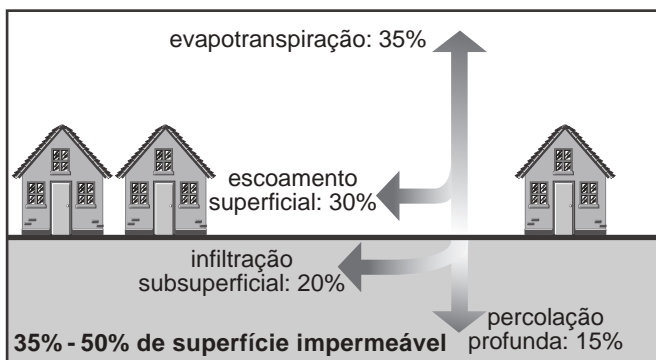 evapotranspiração: 35%
escoamento
superficial: 30%
infiltração
subsuperficial: 20%
percolação
profunda: 15%
35% - 50% de superfície impermeável